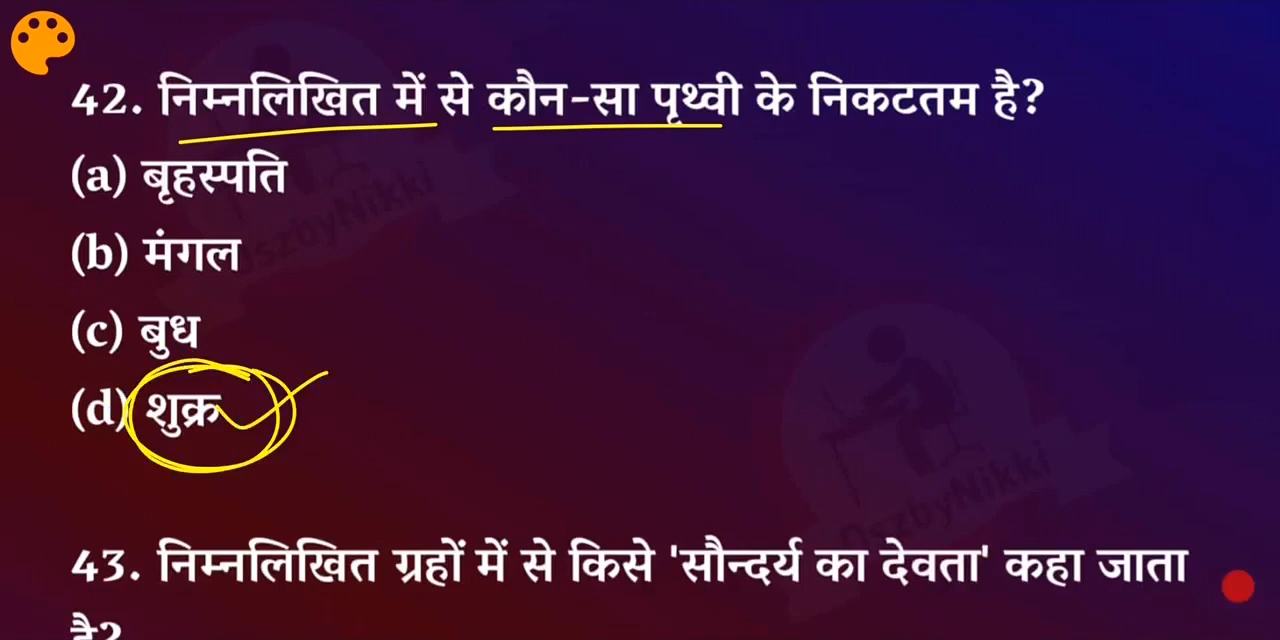 42. निम्नलिखित में से कौन-सा पृथ्वी के निकटतम है?
(a) बृहस्पति
(b) मंगल
(c) बुध
(d) शुक्र
43. निम्नलिखित ग्रहों में से किसे 'सौन्दर्य का देवता' कहा जाता
है?